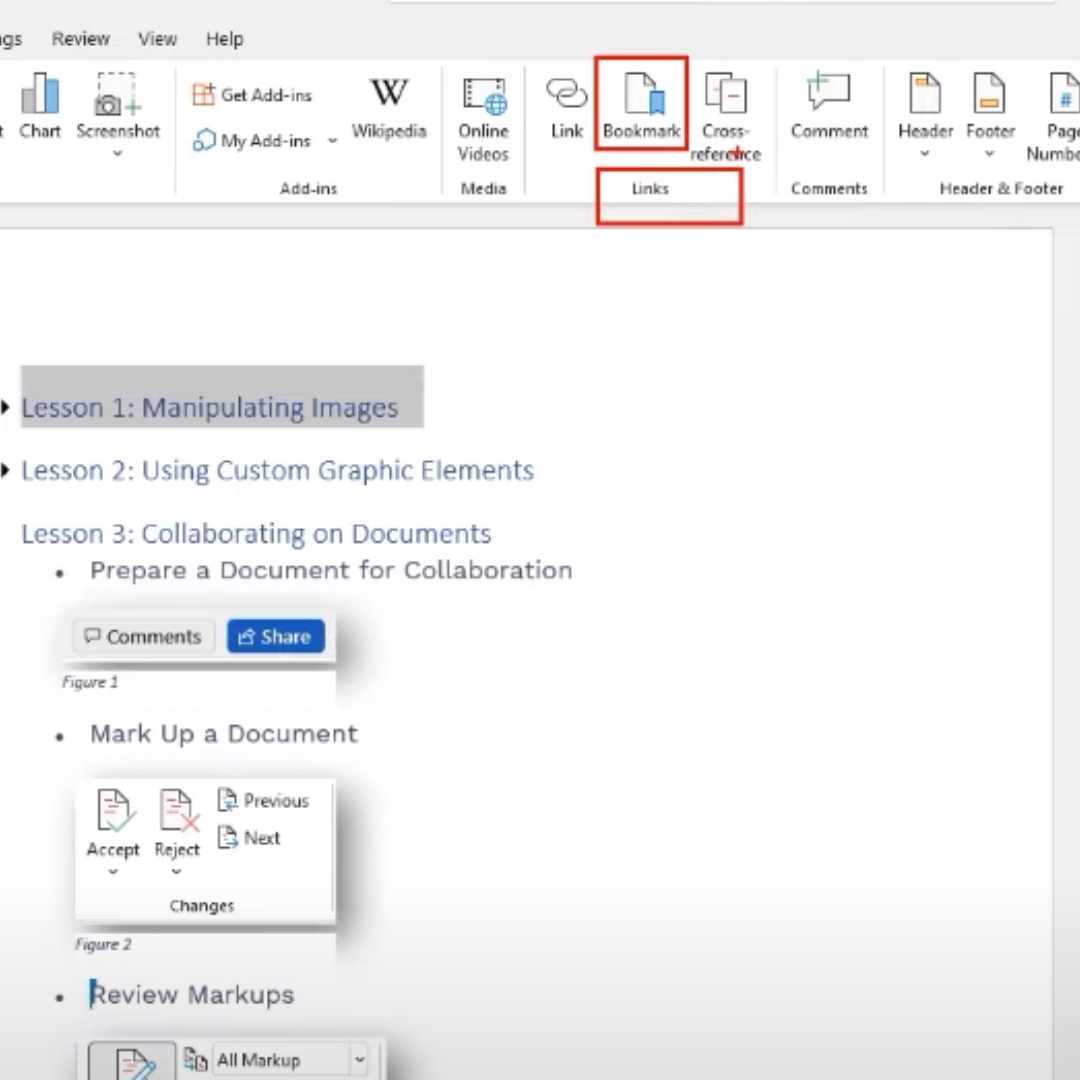 Review View Help
Chart Screenshot
Get Add-ins
My Add-ins
Wikipedia
Online
Videos
Link Bookmark Cross-
reference
Comment
Header Footer Page
Add-ins Media Links Comments Header & Footer
Lesson 1: Manipulating Images
Lesson 2: Using Custom Graphic Elements
Lesson 3: Collaborating on Documents
• Prepare a Document for Collaboration
Comments Share
Figure 1
• Mark Up a Document
Accept Reject
Previous
Next
Changes
Figure 2
• Review Markups
All Markup